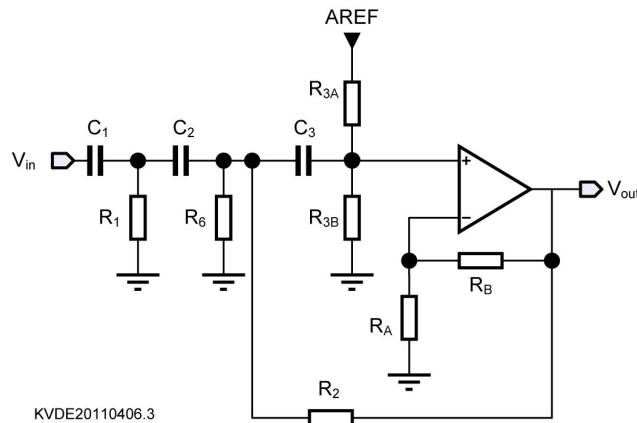 AREF
R3A
C1
C2
C3
Vin
+
Vout
R1
R6
R3B
−
RB
RA
R2
KVDE20110406.3